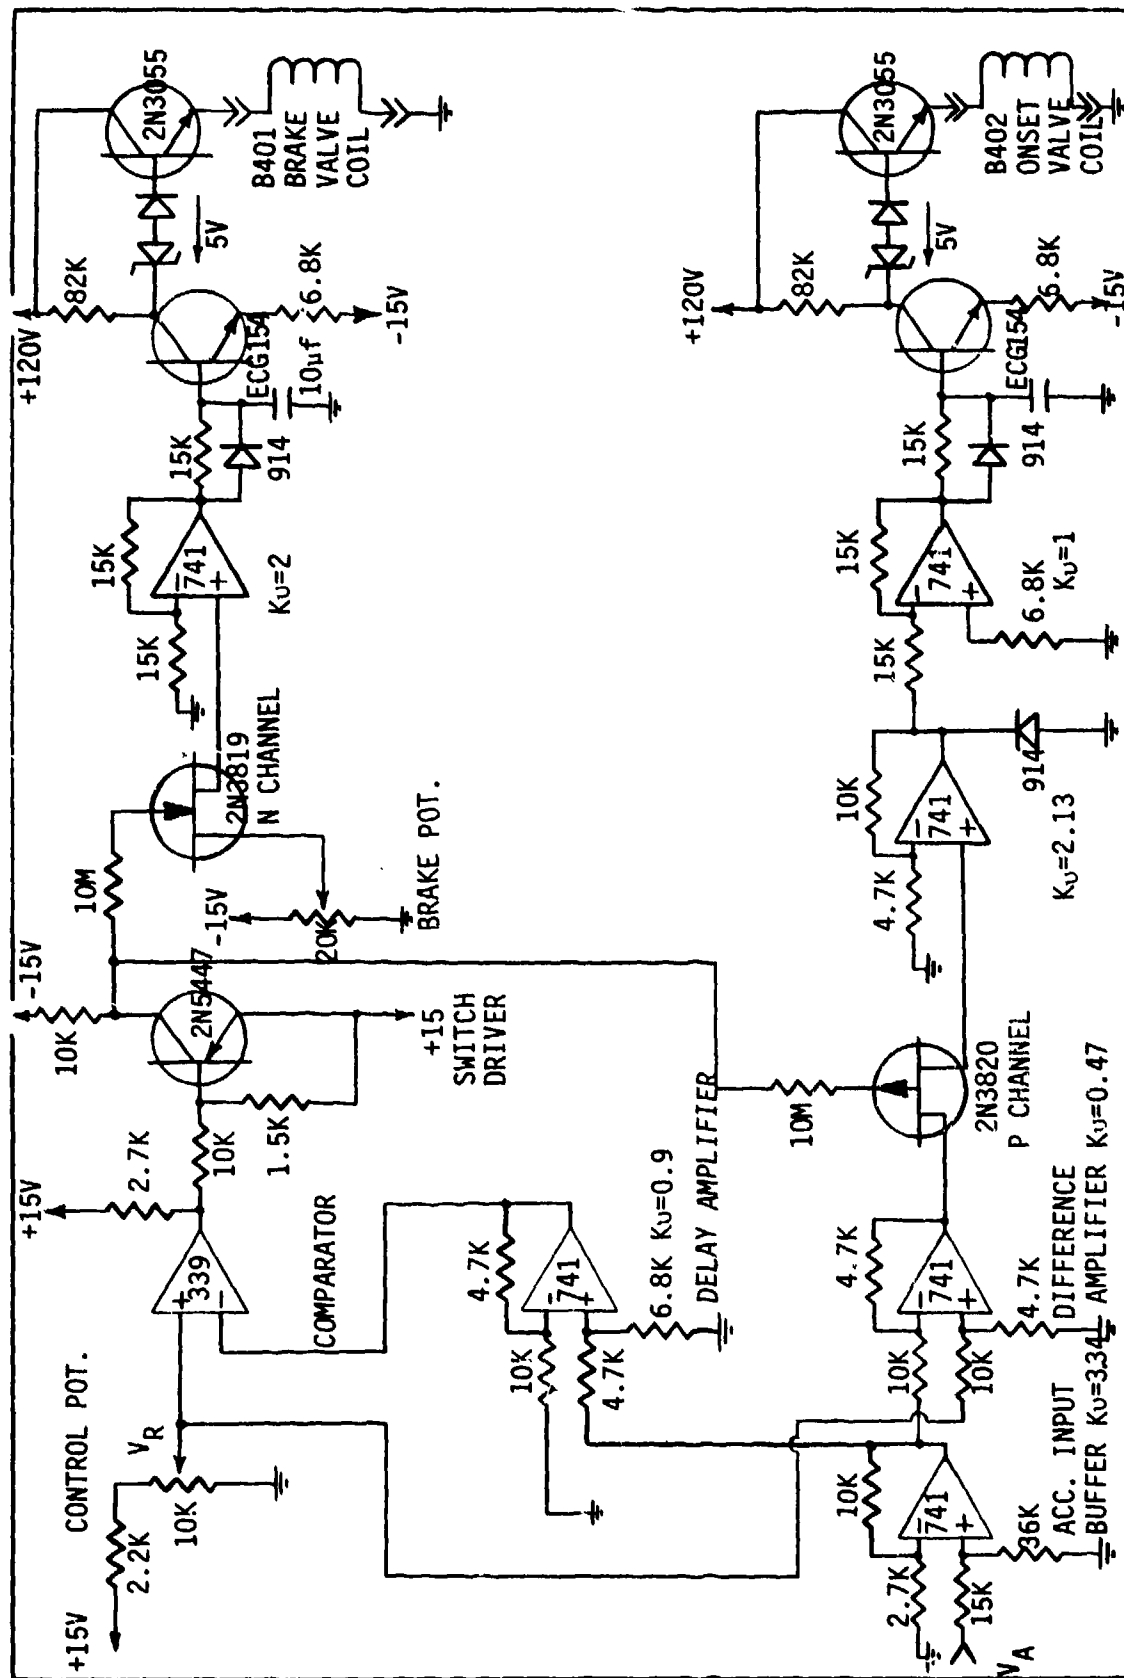 +15V
CONTROL POT.
2.2K
10K
V_R
+15V
2.7K
339
+
−
COMPARATOR
10K
1.5K
-15V
10K
2N5447
+15
SWITCH
DRIVER
10M
2N3819
N CHANNEL
-15V
20K
BRAKE POT.
15K
15K
741
−
+
Kυ=2
15K
914
10µf
ECG154
+120V
82K
6.8K
-15V
5V
2N3055
B401
BRAKE
VALVE
COIL
10K
4.7K
4.7K
741
−
+
6.8K Kυ=0.9
DELAY AMPLIFIER
V_A
2.7K
15K
10K
741
−
+
36K
ACC. INPUT
BUFFER Kυ=3.34
10K
10K
4.7K
741
−
+
4.7K
DIFFERENCE
AMPLIFIER Kυ=0.47
10M
2N3820
P CHANNEL
4.7K
10K
741
−
+
914
Kυ=2.13
15K
15K
741
−
+
6.8K
Kυ=1
15K
914
ECG154
+120V
82K
6.8K
-15V
5V
2N3055
B402
ONSET
VALVE
COIL